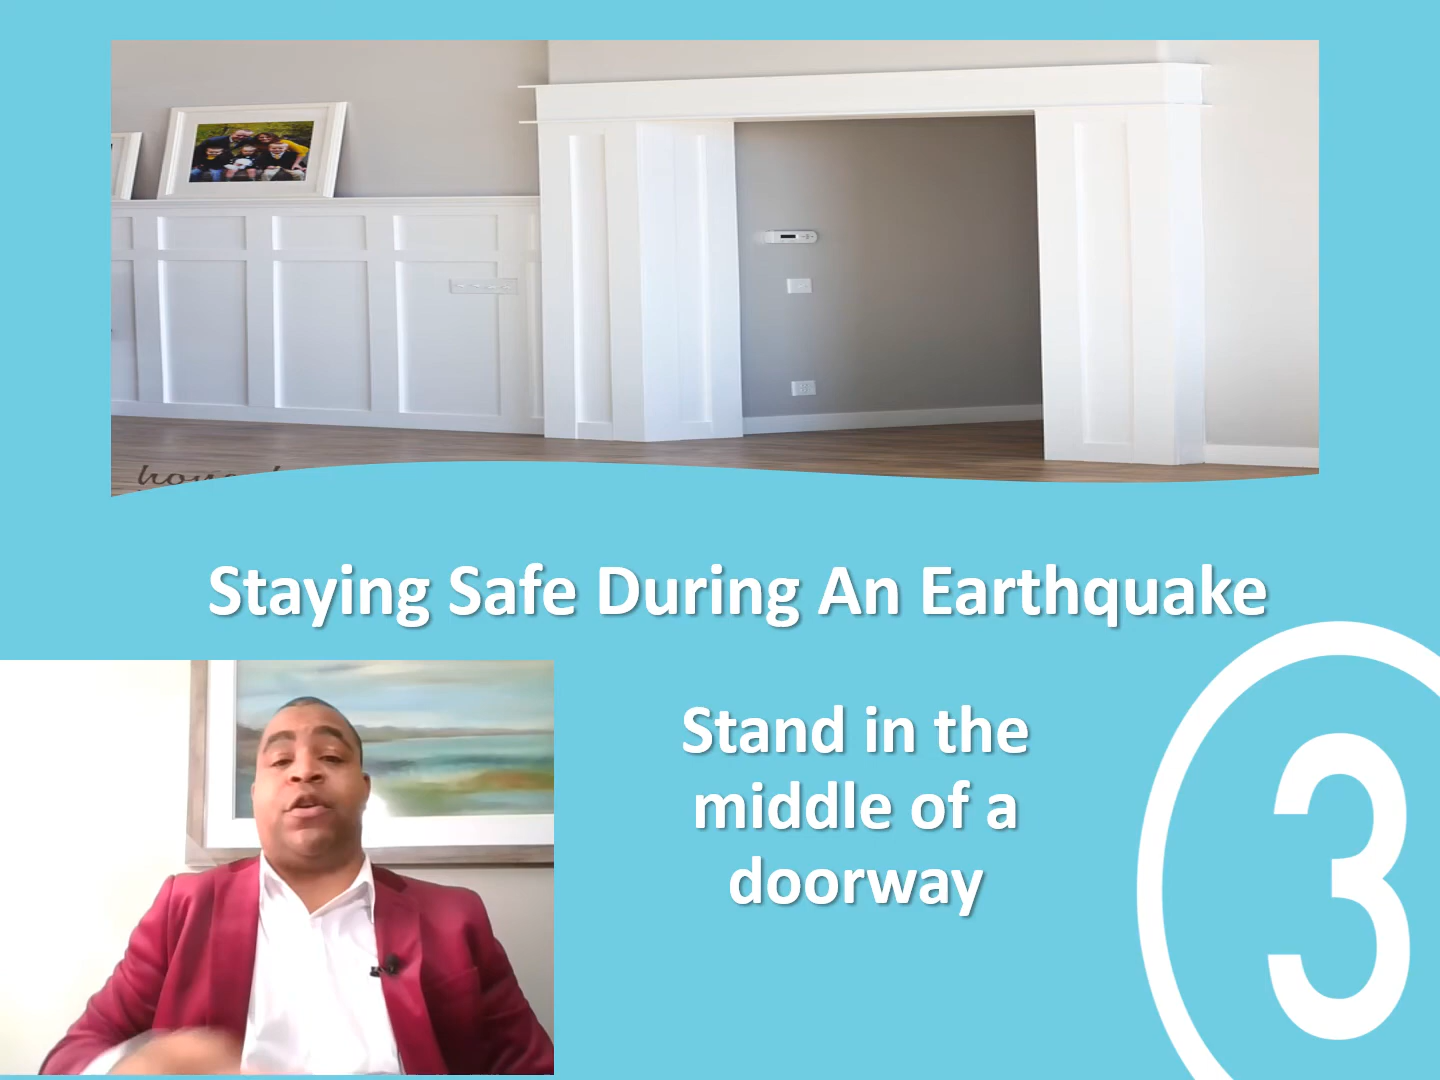 Staying Safe During An Earthquake
Stand in the
middle of a
doorway
3